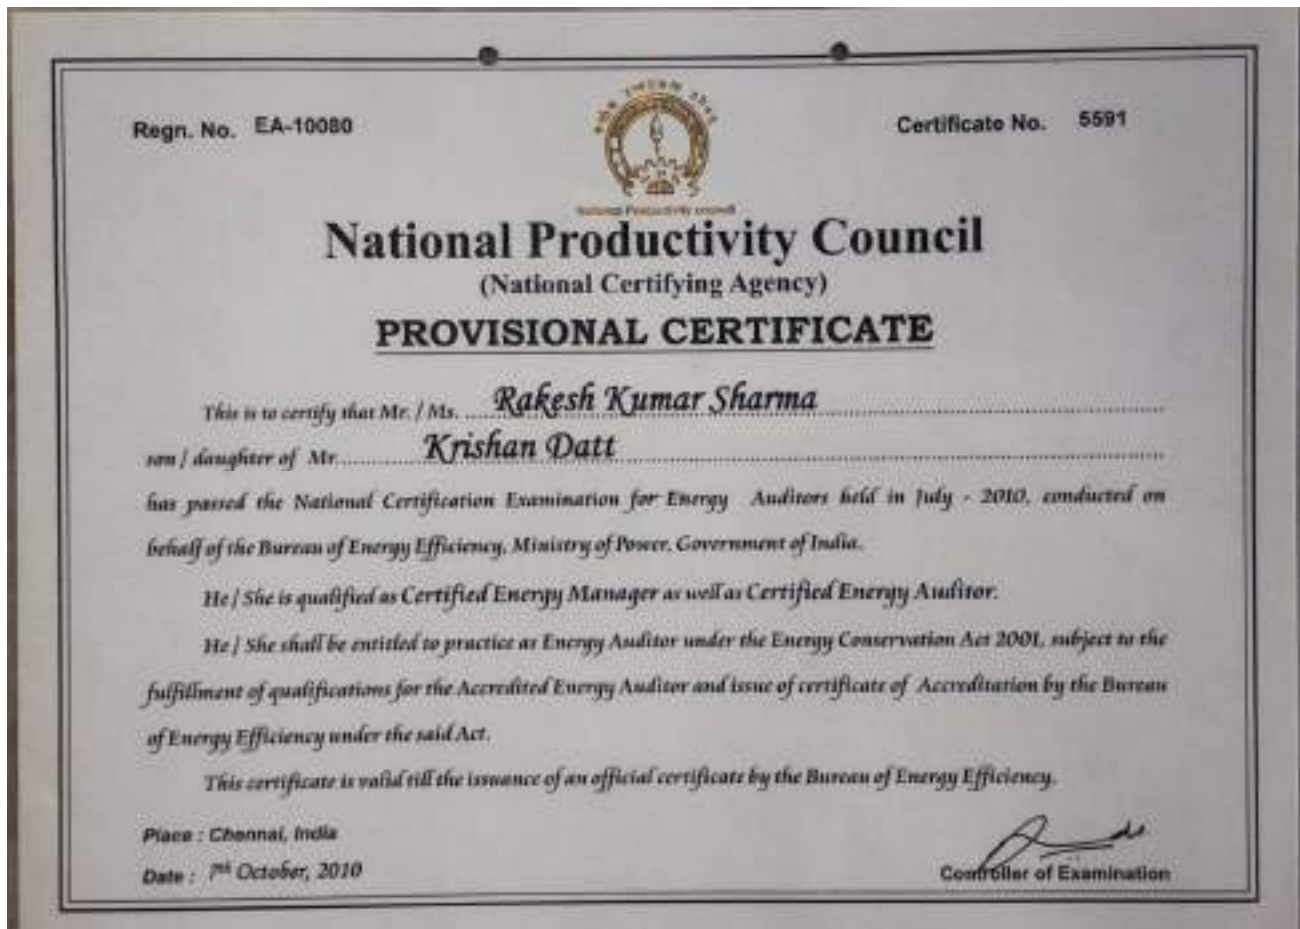 Regn. No. EA-10080
Certificate No. 5591
National Productivity Council
National Productivity Council
(National Certifying Agency)
PROVISIONAL CERTIFICATE
This is to certify that Mr. / Ms. Rakesh Kumar Sharma
son / daughter of Mr. Krishan Datt
has passed the National Certification Examination for Energy Auditors held in July - 2010, conducted on
behalf of the Bureau of Energy Efficiency, Ministry of Power, Government of India.
He / She is qualified as Certified Energy Manager as well as Certified Energy Auditor.
He / She shall be entitled to practice as Energy Auditor under the Energy Conservation Act 2001, subject to the
fulfillment of qualifications for the Accredited Energy Auditor and issue of certificate of Accreditation by the Bureau
of Energy Efficiency under the said Act.
This certificate is valid till the issuance of an official certificate by the Bureau of Energy Efficiency.
Place : Chennai, India
Date : 7th October, 2010
Controller of Examination